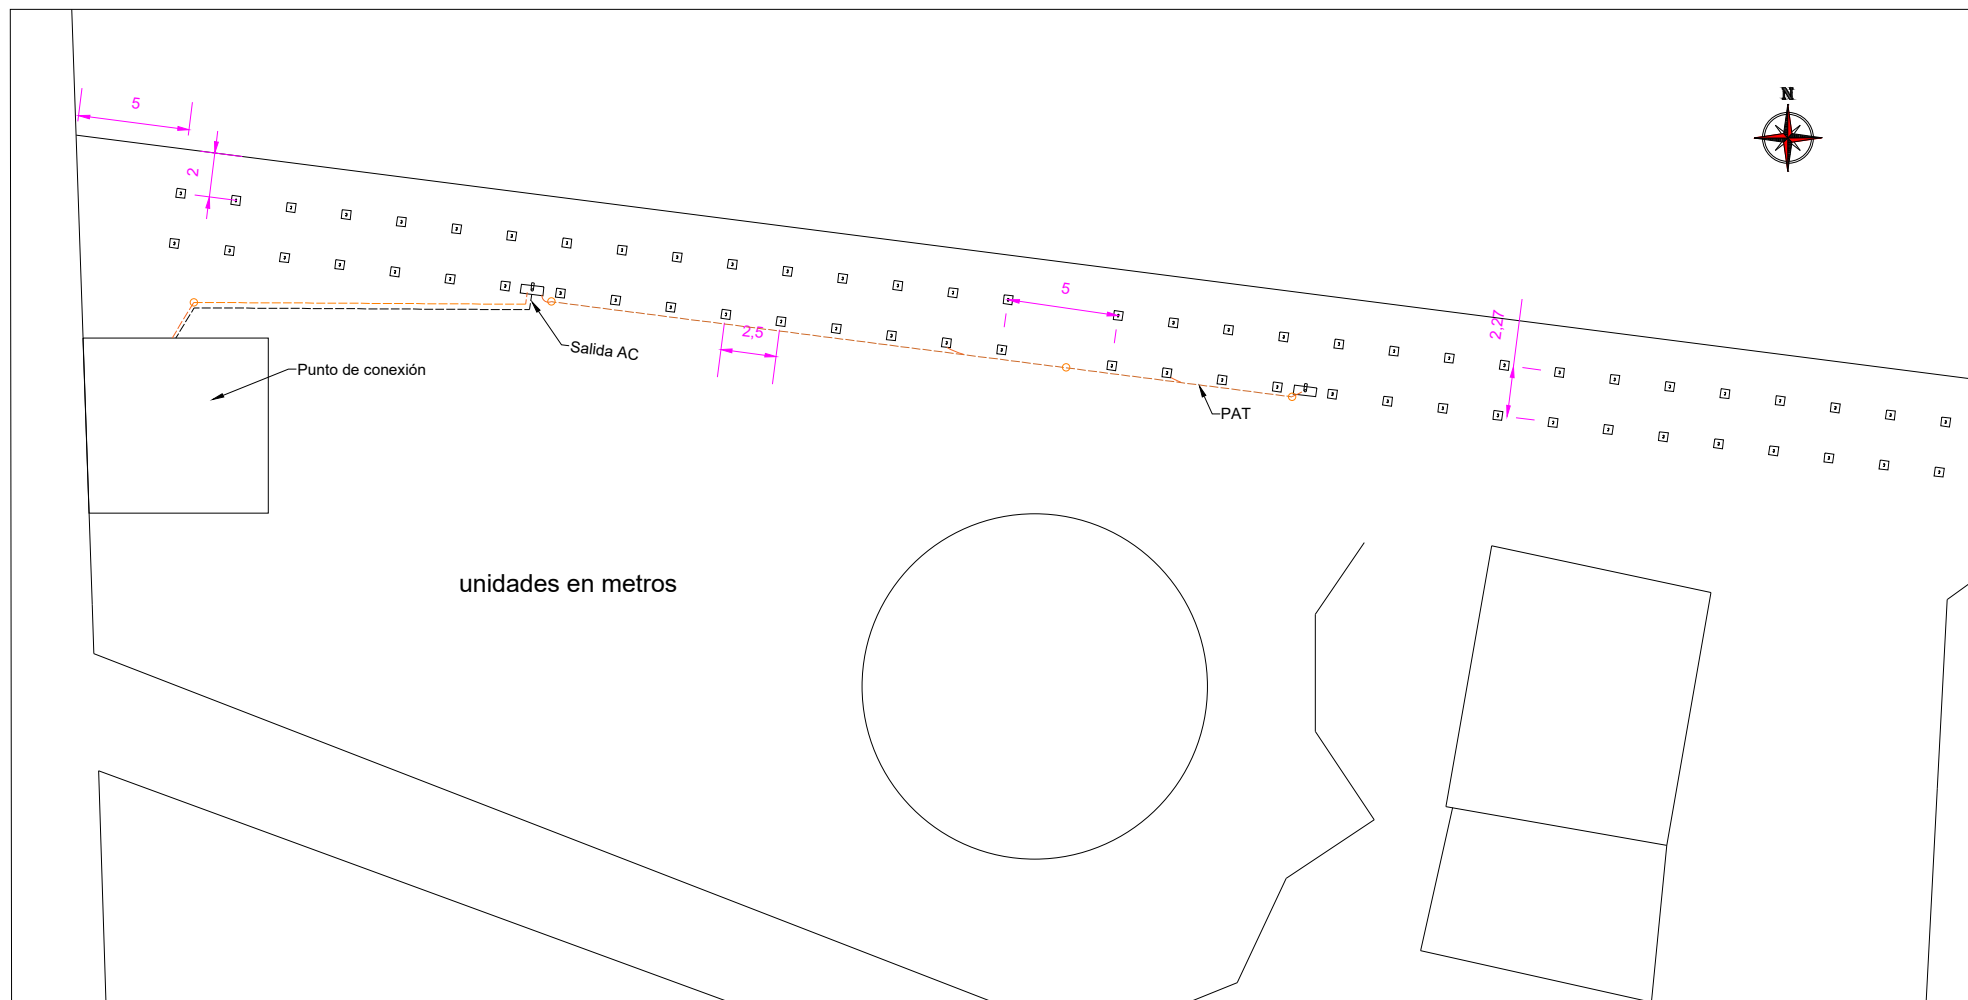 N
5
2
5
2,27
2,5
Salida AC
Punto de conexión
PAT
unidades en metros